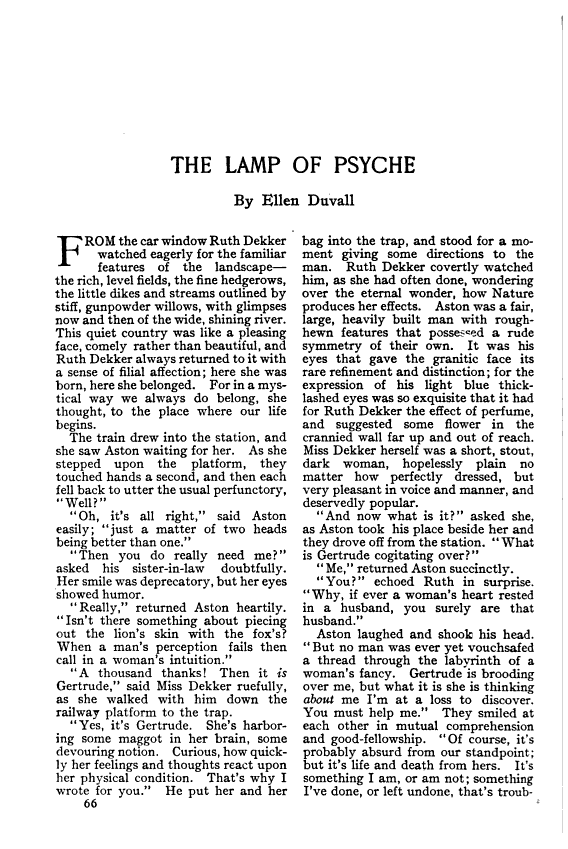 THE LAMP OF PSYCHE
By Ellen Duvall
FROM the car window Ruth Dekker
watched eagerly for the familiar
features of the landscape—
the rich, level fields, the fine hedgerows,
the little dikes and streams outlined by
stiff, gunpowder willows, with glimpses
now and then of the wide, shining river.
This quiet country was like a pleasing
face, comely rather than beautiful, and
Ruth Dekker always returned to it with
a sense of filial affection; here she was
born, here she belonged. For in a mys-
tical way we always do belong, she
thought, to the place where our life
begins.
The train drew into the station, and
she saw Aston waiting for her. As she
stepped upon the platform, they
touched hands a second, and then each
fell back to utter the usual perfunctory,
"Well?"
"Oh, it's all right," said Aston
easily; "just a matter of two heads
being better than one."
"Then you do really need me?"
asked his sister-in-law doubtfully.
Her smile was deprecatory, but her eyes
showed humor.
"Really," returned Aston heartily.
"Isn't there something about piecing
out the lion's skin with the fox's?
When a man's perception fails then
call in a woman's intuition."
"A thousand thanks! Then it is
Gertrude," said Miss Dekker ruefully,
as she walked with him down the
railway platform to the trap.
"Yes, it's Gertrude. She's harbor-
ing some maggot in her brain, some
devouring notion. Curious, how quick-
ly her feelings and thoughts react upon
her physical condition. That's why I
wrote for you." He put her and her
66
bag into the trap, and stood for a mo-
ment giving some directions to the
man. Ruth Dekker covertly watched
him, as she had often done, wondering
over the eternal wonder, how Nature
produces her effects. Aston was a fair,
large, heavily built man with rough-
hewn features that possessed a rude
symmetry of their own. It was his
eyes that gave the granitic face its
rare refinement and distinction; for the
expression of his light blue thick-
lashed eyes was so exquisite that it had
for Ruth Dekker the effect of perfume,
and suggested some flower in the
crannied wall far up and out of reach.
Miss Dekker herself was a short, stout,
dark woman, hopelessly plain no
matter how perfectly dressed, but
very pleasant in voice and manner, and
deservedly popular.
"And now what is it?" asked she,
as Aston took his place beside her and
they drove off from the station. "What
is Gertrude cogitating over?"
"Me," returned Aston succinctly.
"You?" echoed Ruth in surprise.
"Why, if ever a woman's heart rested
in a husband, you surely are that
husband."
Aston laughed and shook his head.
"But no man was ever yet vouchsafed
a thread through the labyrinth of a
woman's fancy. Gertrude is brooding
over me, but what it is she is thinking
about me I'm at a loss to discover.
You must help me." They smiled at
each other in mutual comprehension
and good-fellowship. "Of course, it's
probably absurd from our standpoint;
but it's life and death from hers. It's
something I am, or am not; something
I've done, or left undone, that's troub-